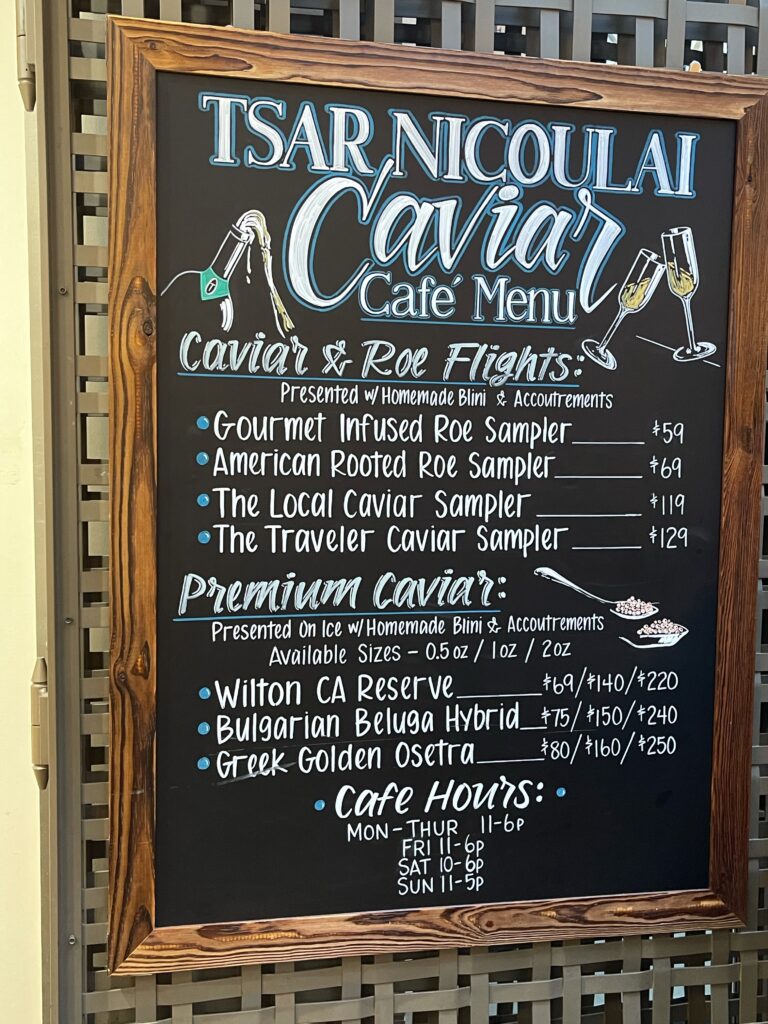 TSAR NICOULAI
Caviar
Café Menu
Caviar & Roe Flights:
Presented w/Homemade Blini & Accoutrements
Gourmet Infused Roe Sampler $59
American Rooted Roe Sampler $69
The Local Caviar Sampler $119
The Traveler Caviar Sampler $129
Premium Caviar:
Presented On Ice w/Homemade Blini & Accoutrements
Available Sizes - 0.5 oz / 1 oz / 2 oz
Wilton CA Reserve $69/$140/$220
Bulgarian Beluga Hybrid $75/$150/$240
Greek Golden Osetra $80/$160/$250
Cafe Hours:
MON-THUR 11-6P
FRI 11-6P
SAT 10-6P
SUN 11-5P